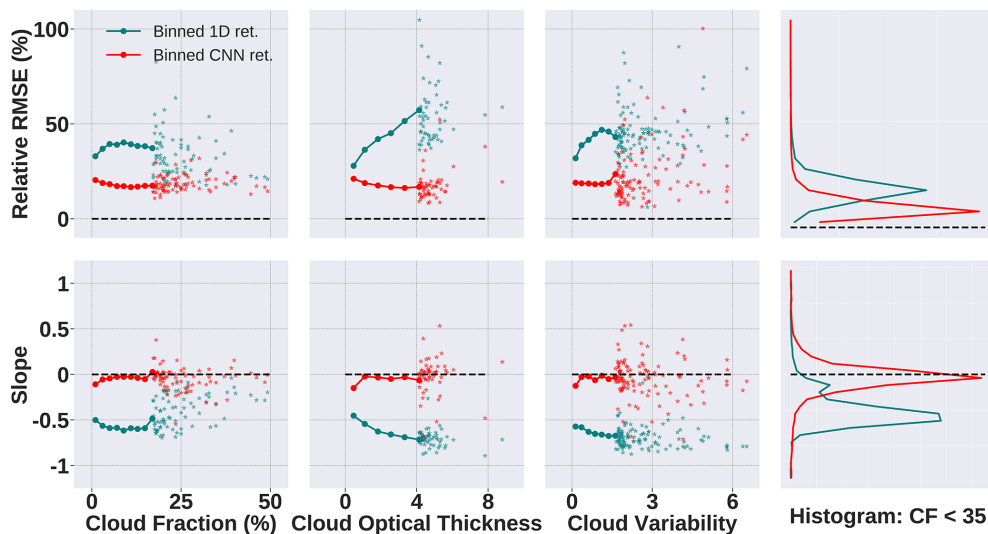 Relative RMSE (%)
100
50
0
Binned 1D ret.
Binned CNN ret.
Slope
1
0.5
0
-0.5
-1
0 25 50
0 4 8
0 3 6
Cloud Fraction (%) Cloud Optical Thickness Cloud Variability
Histogram: CF < 35